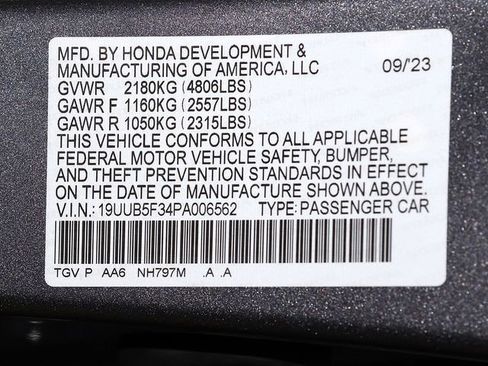 MFD. BY HONDA DEVELOPMENT &
MANUFACTURING OF AMERICA, LLC 09/'23
GVWR 2180KG (4806LBS)
GAWR F 1160KG (2557LBS)
GAWR R 1050KG (2315LBS)
THIS VEHICLE CONFORMS TO ALL APPLICABLE
FEDERAL MOTOR VEHICLE SAFETY, BUMPER,
AND THEFT PREVENTION STANDARDS IN EFFECT
ON THE DATE OF MANUFACTURE SHOWN ABOVE.
V.I.N.: 19UUB5F34PA006562 TYPE: PASSENGER CAR
TGV P AA6 NH797M .A .A